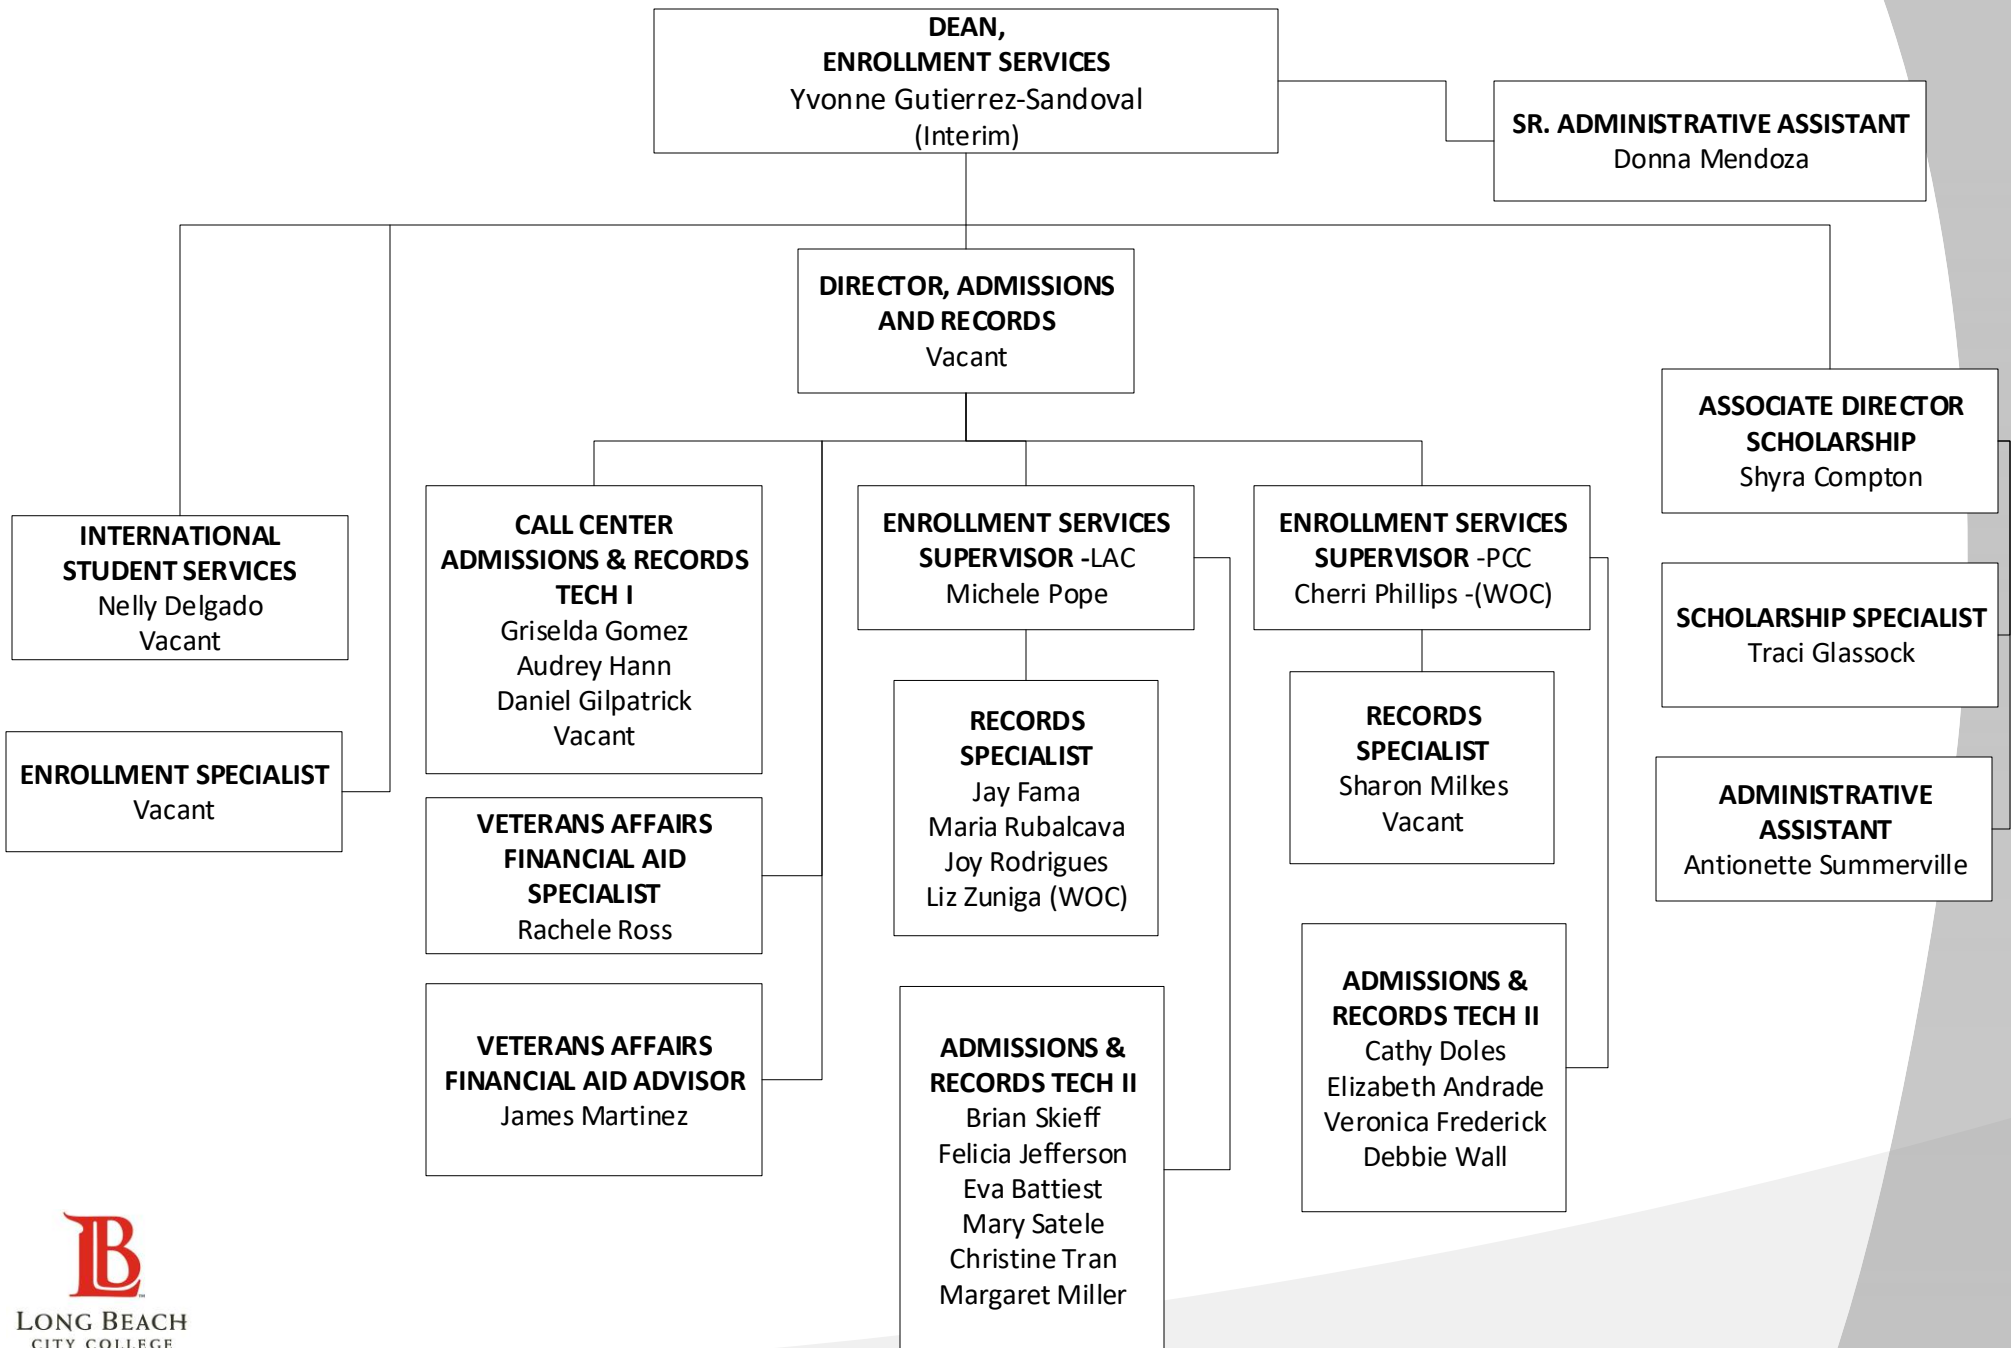 DEAN,
ENROLLMENT SERVICES
Yvonne Gutierrez-Sandoval
(Interim)
SR. ADMINISTRATIVE ASSISTANT
Donna Mendoza
DIRECTOR, ADMISSIONS
AND RECORDS
Vacant
ASSOCIATE DIRECTOR
SCHOLARSHIP
Shyra Compton
INTERNATIONAL
STUDENT SERVICES
Nelly Delgado
Vacant
CALL CENTER
ADMISSIONS & RECORDS
TECH I
Griselda Gomez
Audrey Hann
Daniel Gilpatrick
Vacant
ENROLLMENT SERVICES
SUPERVISOR -LAC
Michele Pope
ENROLLMENT SERVICES
SUPERVISOR -PCC
Cherri Phillips -(WOC)
SCHOLARSHIP SPECIALIST
Traci Glassock
ENROLLMENT SPECIALIST
Vacant
VETERANS AFFAIRS
FINANCIAL AID
SPECIALIST
Rachele Ross
RECORDS
SPECIALIST
Jay Fama
Maria Rubalcava
Joy Rodrigues
Liz Zuniga (WOC)
RECORDS
SPECIALIST
Sharon Milkes
Vacant
ADMINISTRATIVE
ASSISTANT
Antionette Summerville
VETERANS AFFAIRS
FINANCIAL AID ADVISOR
James Martinez
ADMISSIONS &
RECORDS TECH II
Brian Skieff
Felicia Jefferson
Eva Battiest
Mary Satele
Christine Tran
Margaret Miller
ADMISSIONS &
RECORDS TECH II
Cathy Doles
Elizabeth Andrade
Veronica Frederick
Debbie Wall
LB
LONG BEACH
CITY COLLEGE